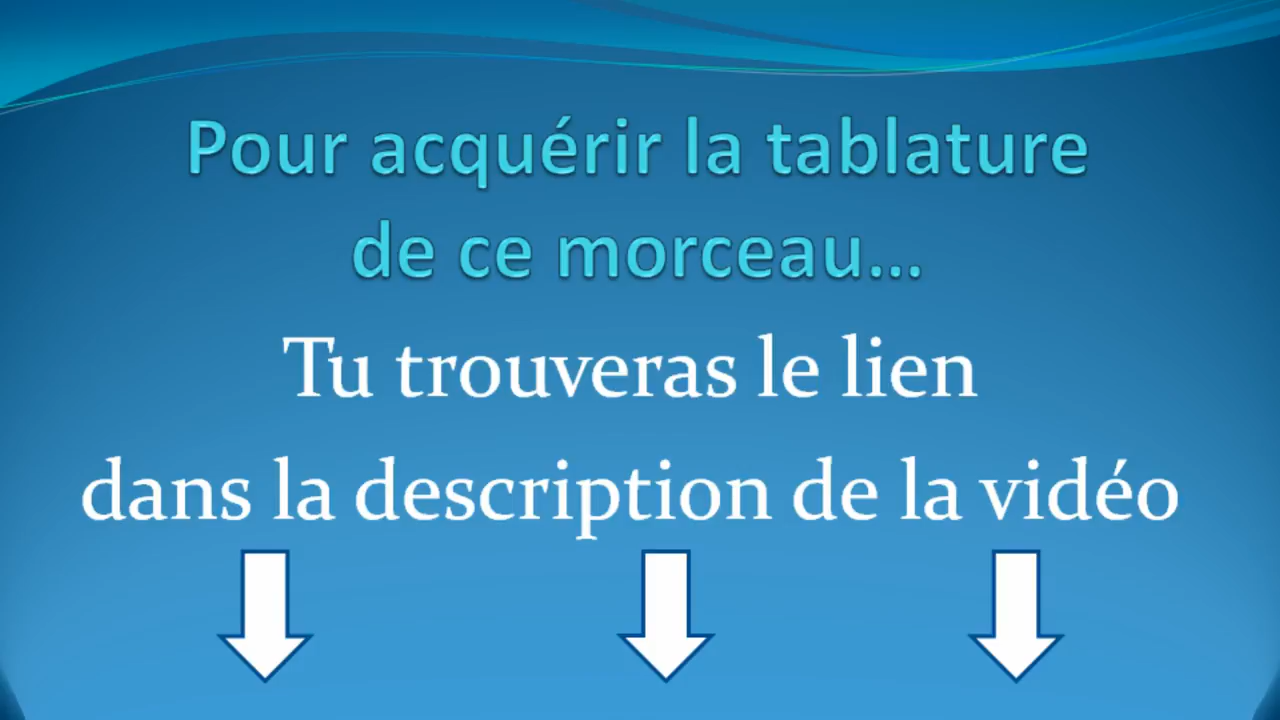 Pour acquérir la tablature
de ce morceau...
Tu trouveras le lien
dans la description de la vidéo